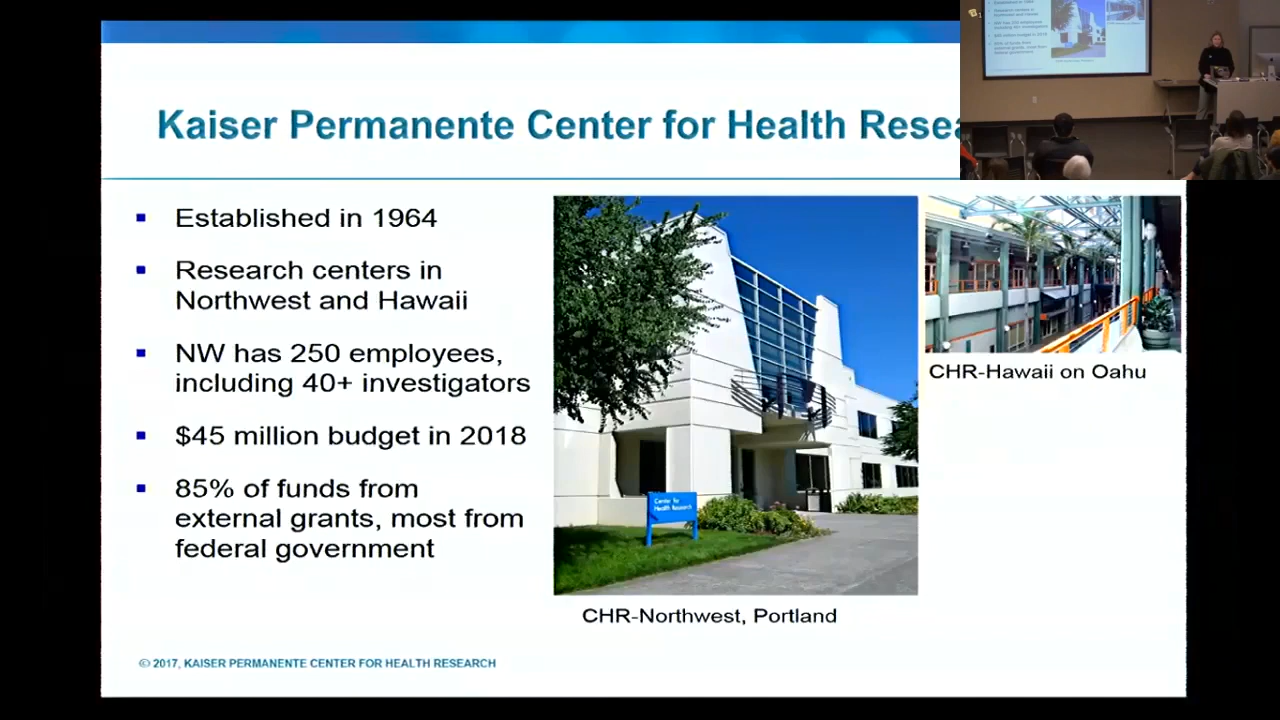 Kaiser Permanente Center for Health Resea
Established in 1964
Research centers in
Northwest and Hawaii
NW has 250 employees,
including 40+ investigators
$45 million budget in 2018
85% of funds from
external grants, most from
federal government
Center for
Health Research
CHR-Northwest, Portland
CHR-Hawaii on Oahu
© 2017, KAISER PERMANENTE CENTER FOR HEALTH RESEARCH